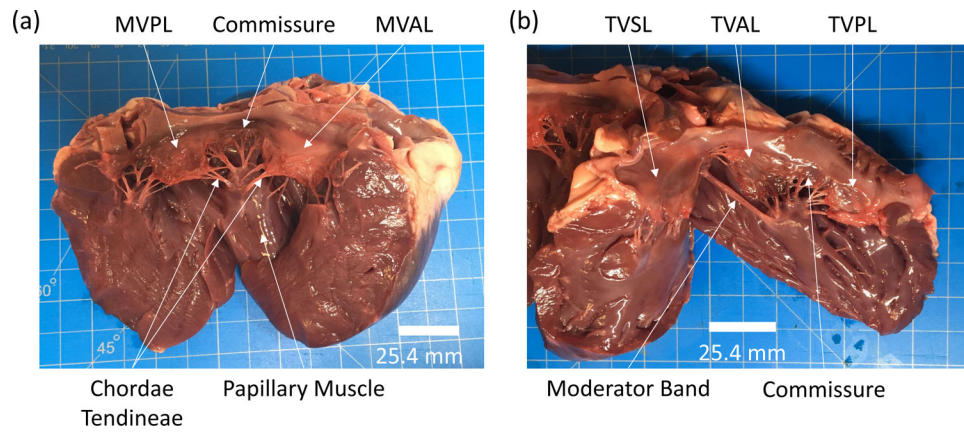 (a)
MVPL Commissure MVAL
45°
25.4 mm
Chordae
Tendineae
Papillary Muscle
(b)
TVSL TVAL TVPL
25.4 mm
Moderator Band Commissure